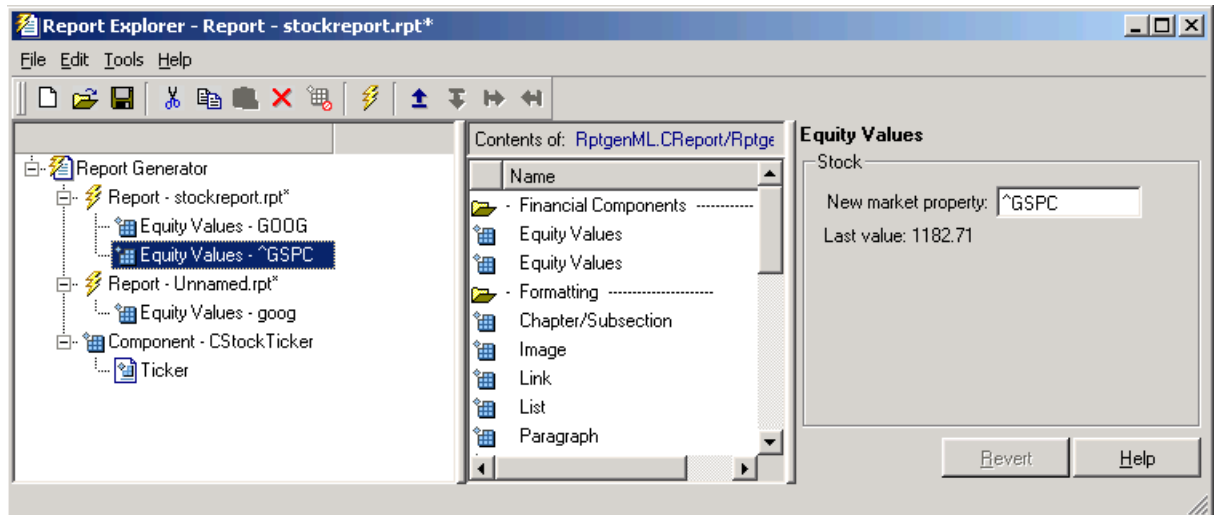 Report Explorer - Report - stockreport.rpt*
File Edit Tools Help
Report Generator
Report - stockreport.rpt*
Equity Values - GOOG
Equity Values - ^GSPC
Report - Unnamed.rpt*
Equity Values - goog
Component - CStockTicker
Ticker
Contents of: RptgenML.CReport/Rptge
Name
- Financial Components -----------
Equity Values
Equity Values
- Formatting --------------------
Chapter/Subsection
Image
Link
List
Paragraph
Equity Values
Stock
New market property: ^GSPC
Last value: 1182.71
Revert Help